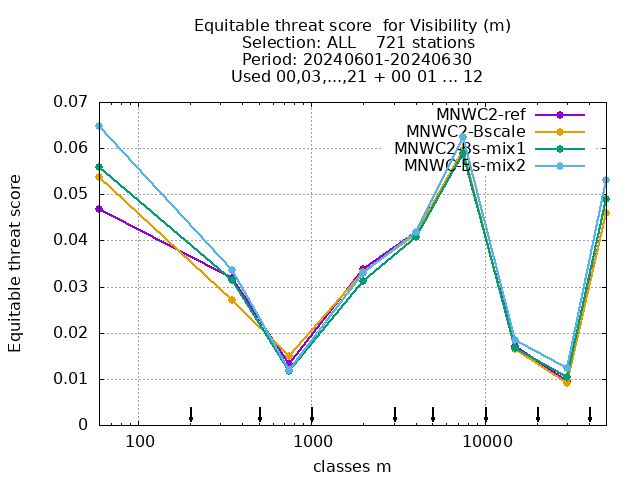 Equitable threat score  for Visibility (m)
Selection: ALL    721 stations
Period: 20240601-20240630
Used 00,03,...,21 + 00 01 ... 12
MNWC2-ref
MNWC2-Bscale
MNWC2-Bs-mix1
MNWC-Bs-mix2
0.07
0.06
0.05
0.04
0.03
0.02
0.01
0
Equitable threat score
100
1000
10000
classes m